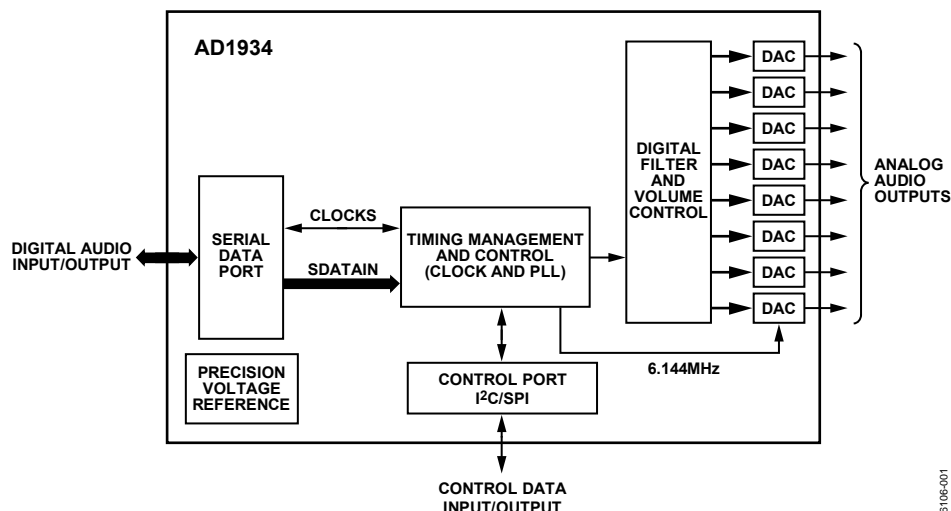 AD1934
DAC
DAC
DAC
DAC
DAC
DAC
DAC
DAC
DIGITAL
FILTER
AND
VOLUME
CONTROL
ANALOG
AUDIO
OUTPUTS
DIGITAL AUDIO
INPUT/OUTPUT
SERIAL
DATA
PORT
CLOCKS
SDATAIN
TIMING MANAGEMENT
AND CONTROL
(CLOCK AND PLL)
6.144MHz
PRECISION
VOLTAGE
REFERENCE
CONTROL PORT
I²C/SPI
CONTROL DATA
INPUT/OUTPUT
6106-001